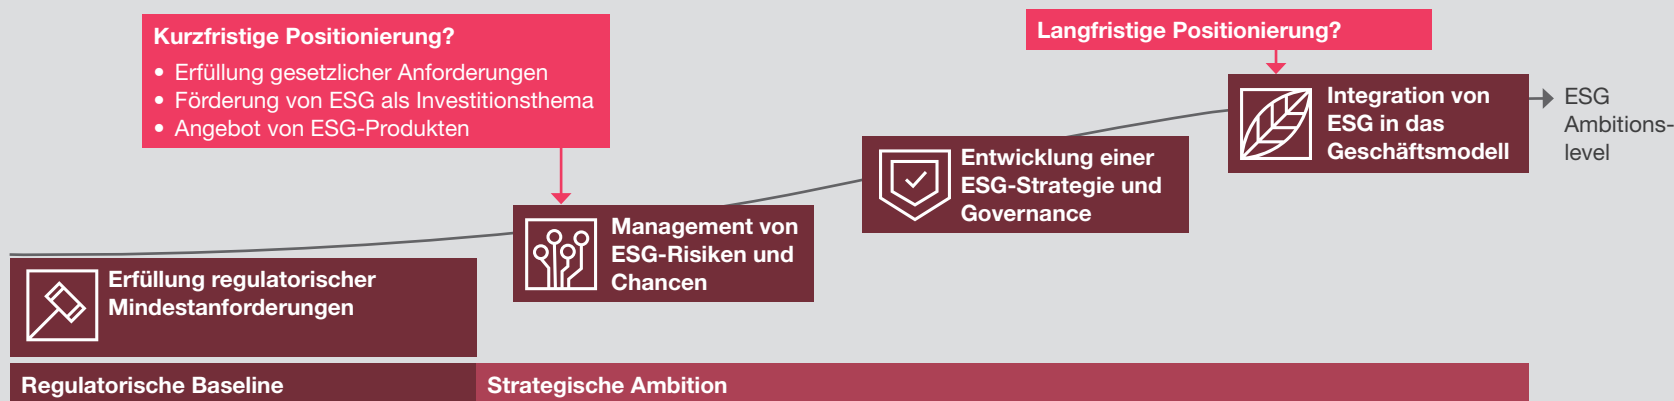 Kurzfristige Positionierung?
• Erfüllung gesetzlicher Anforderungen
• Förderung von ESG als Investitionsthema
• Angebot von ESG-Produkten
Langfristige Positionierung?
Integration von
ESG in das
Geschäftsmodell
ESG
Ambitions-
level
Entwicklung einer
ESG-Strategie und
Governance
Management von
ESG-Risiken und
Chancen
Erfüllung regulatorischer
Mindestanforderungen
Regulatorische Baseline
Strategische Ambition